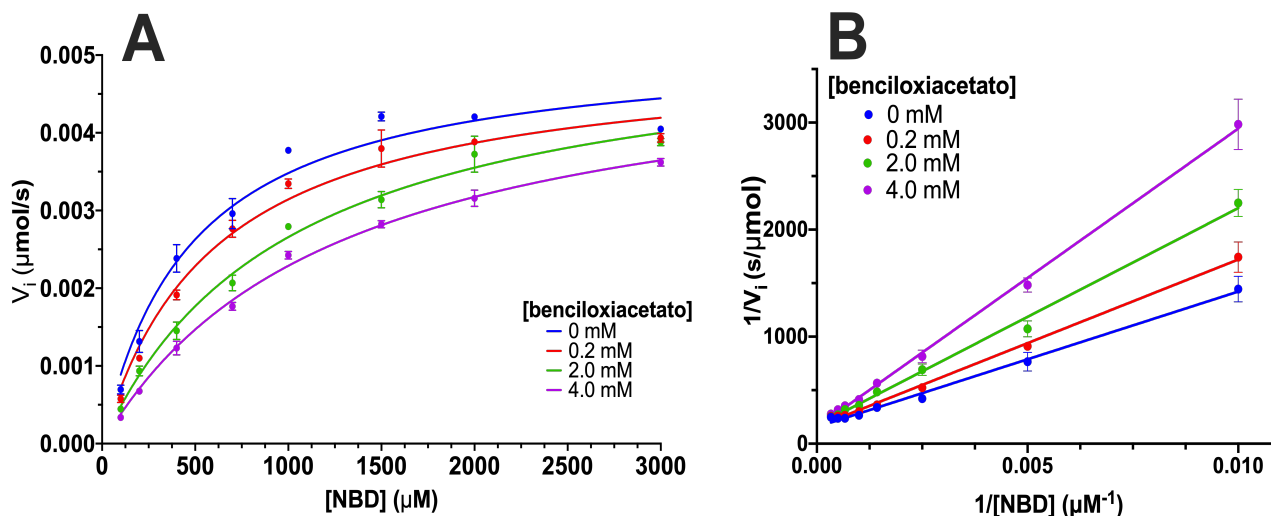 A
0.005
0.004
0.003
0.002
0.001
0.000
Vi (µmol/s)
0
500
1000
1500
2000
2500
3000
[NBD] (µM)
[benciloxiacetato]
0 mM
0.2 mM
2.0 mM
4.0 mM
B
[benciloxiacetato]
0 mM
0.2 mM
2.0 mM
4.0 mM
3000
2000
1000
0
1/Vi (s/µmol)
0.000
0.005
0.010
1/[NBD] (µM-1)